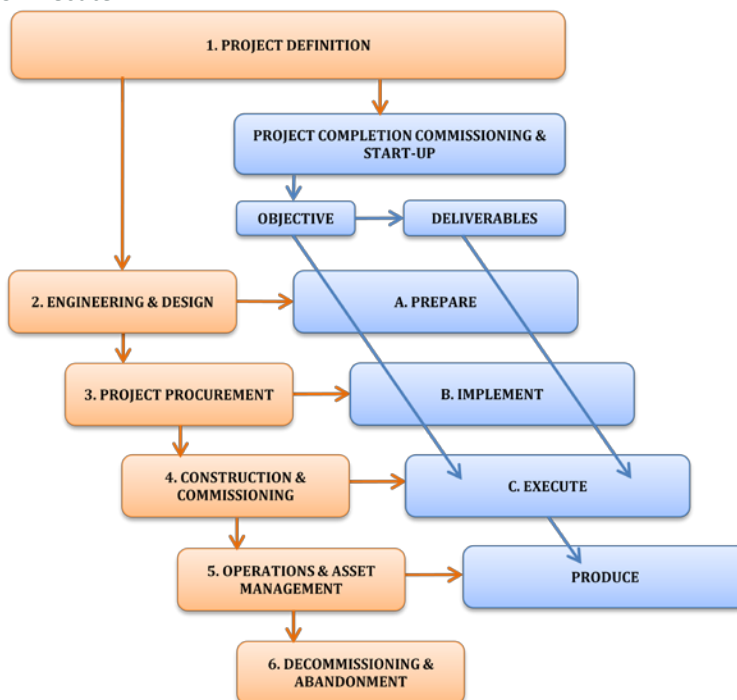 1. PROJECT DEFINITION
PROJECT COMPLETION COMMISSIONING &
START-UP
OBJECTIVE
DELIVERABLES
2. ENGINEERING & DESIGN
A. PREPARE
3. PROJECT PROCUREMENT
B. IMPLEMENT
4. CONSTRUCTION &
COMMISSIONING
C. EXECUTE
5. OPERATIONS & ASSET
MANAGEMENT
PRODUCE
6. DECOMMISSIONING &
ABANDONMENT